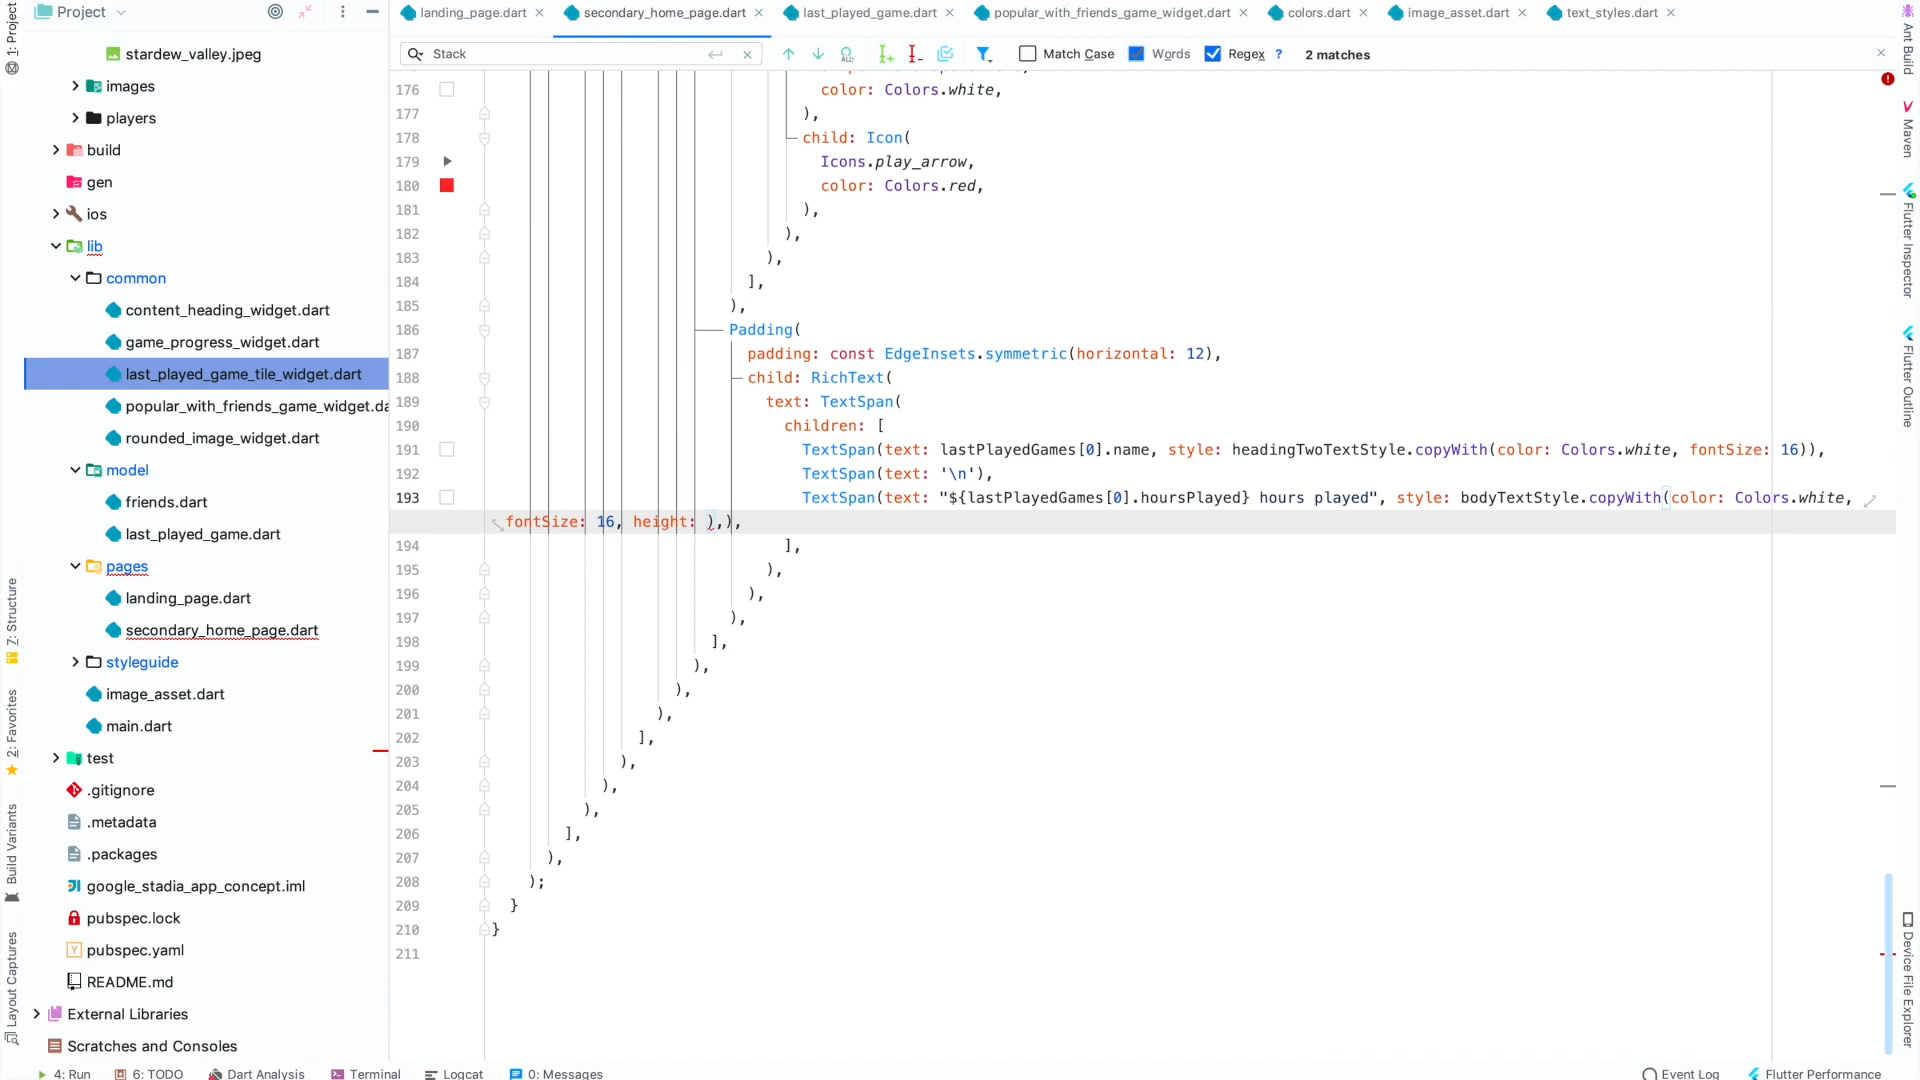 Project
landing_page.dart
secondary_home_page.dart
last_played_game.dart
popular_with_friends_game_widget.dart
colors.dart
image_asset.dart
text_styles.dart
Stack
Match Case
Words
Regex ?
2 matches
1: Project
stardew_valley.jpeg
images
players
build
gen
ios
lib
common
content_heading_widget.dart
game_progress_widget.dart
last_played_game_tile_widget.dart
popular_with_friends_game_widget.da
rounded_image_widget.dart
model
friends.dart
last_played_game.dart
pages
landing_page.dart
secondary_home_page.dart
styleguide
image_asset.dart
main.dart
test
.gitignore
.metadata
.packages
google_stadia_app_concept.iml
pubspec.lock
pubspec.yaml
README.md
External Libraries
Scratches and Consoles
Z: Structure
2: Favorites
Build Variants
Layout Captures
176 color: Colors.white,
177 ),
178 child: Icon(
179 Icons.play_arrow,
180 color: Colors.red,
181 ),
182 ),
183 ),
184 ],
185 ),
186 Padding(
187 padding: const EdgeInsets.symmetric(horizontal: 12),
188 child: RichText(
189 text: TextSpan(
190 children: [
191 TextSpan(text: lastPlayedGames[0].name, style: headingTwoTextStyle.copyWith(color: Colors.white, fontSize: 16)),
192 TextSpan(text: '\n'),
193 TextSpan(text: "${lastPlayedGames[0].hoursPlayed} hours played", style: bodyTextStyle.copyWith(color: Colors.white,
fontSize: 16, height: ),),
194 ],
195 ),
196 ),
197 ),
198 ],
199 ),
200 ),
201 ),
202 ],
203 ),
204 ),
205 ),
206 ],
207 ),
208 );
209 }
210 }
211
Ant Build
Maven
Flutter Inspector
Flutter Outline
Device File Explorer
4: Run
6: TODO
Dart Analysis
Terminal
Logcat
0: Messages
Event Log
Flutter Performance